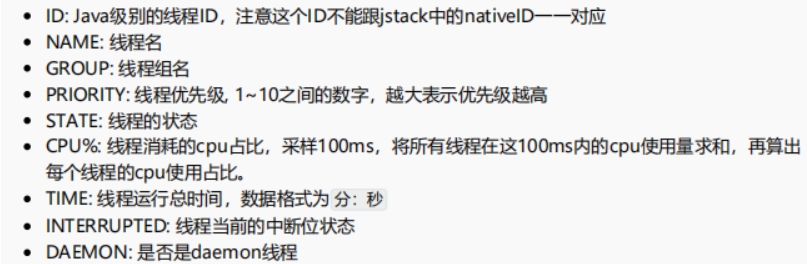 • ID: Java级别的线程ID，注意这个ID不能跟jstack中的nativeID一一对应
• NAME: 线程名
• GROUP: 线程组名
• PRIORITY: 线程优先级, 1~10之间的数字，越大表示优先级越高
• STATE: 线程的状态
• CPU%: 线程消耗的cpu占比，采样100ms，将所有线程在这100ms内的cpu使用量求和，再算出
每个线程的cpu使用占比。
• TIME: 线程运行总时间，数据格式为 分：秒
• INTERRUPTED: 线程当前的中断位状态
• DAEMON: 是否是daemon线程